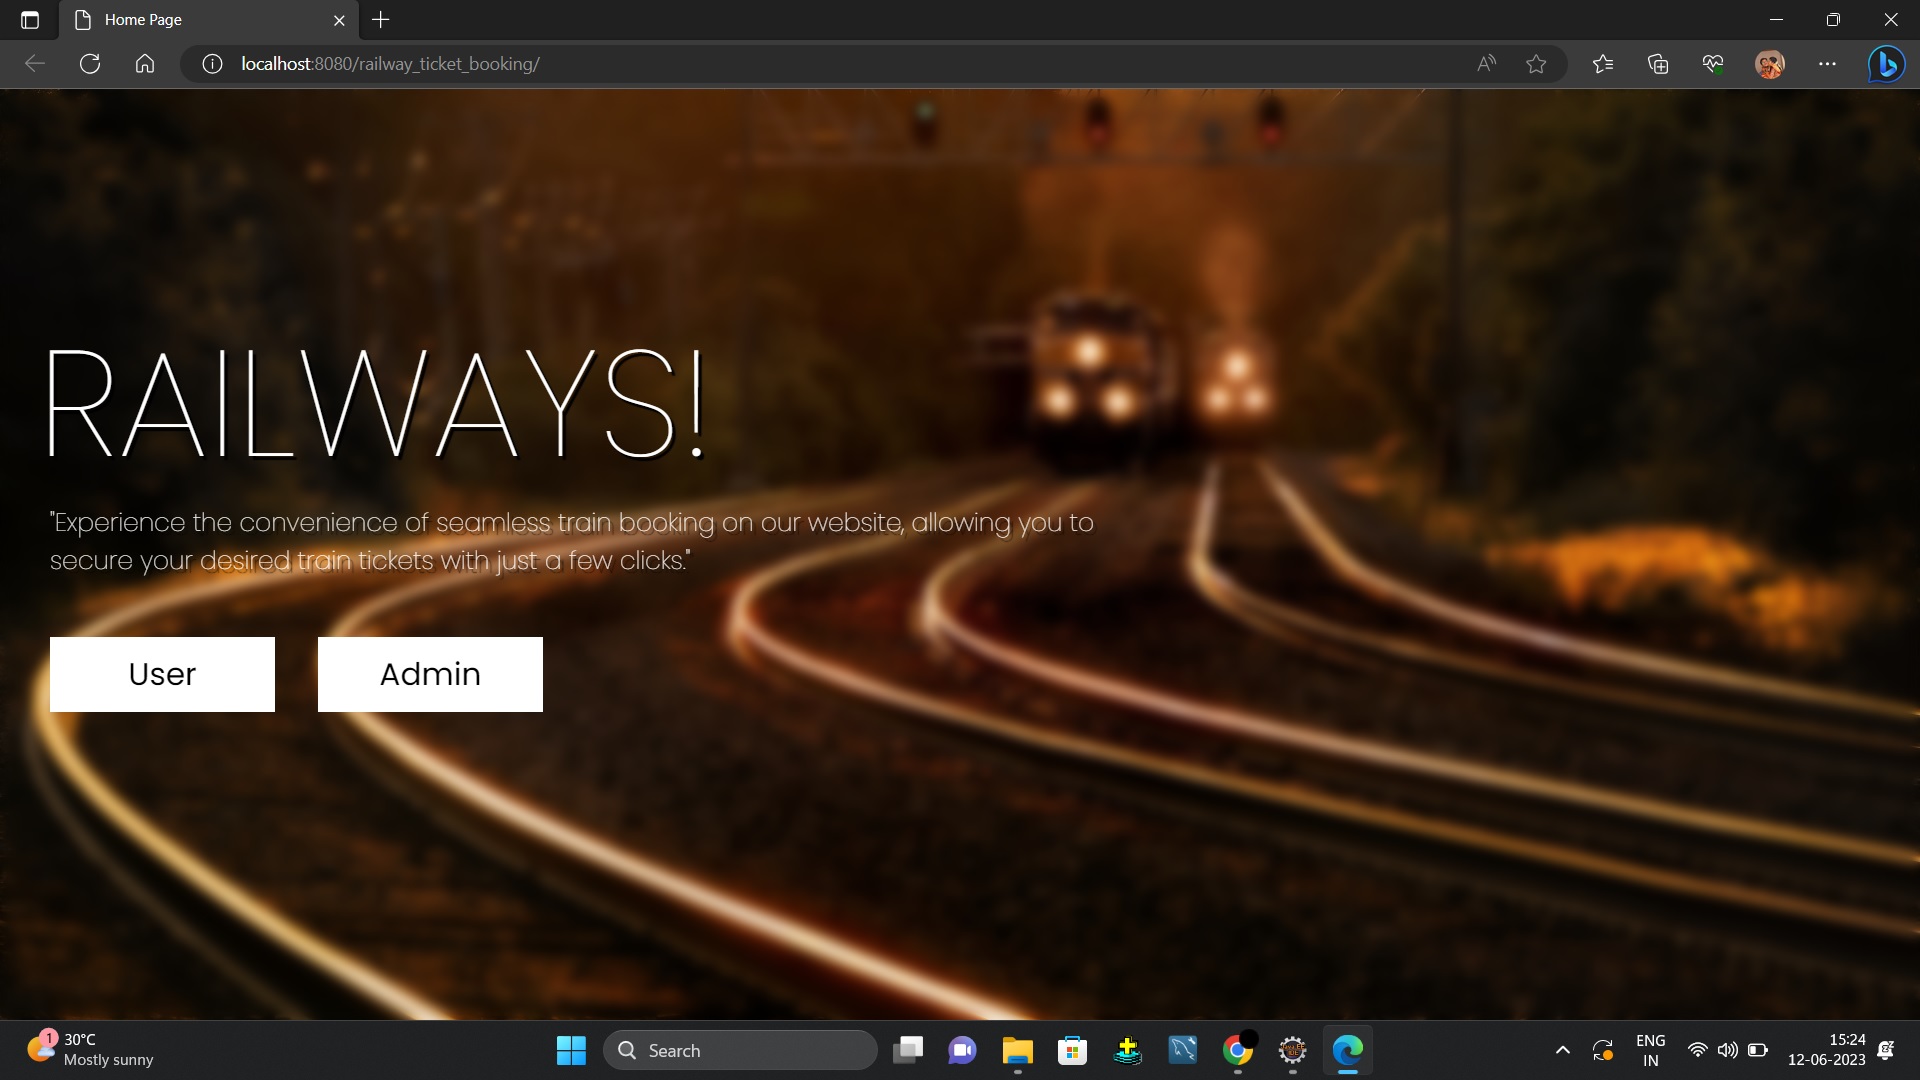 Home Page
localhost:8080/railway_ticket_booking/
RAILWAYS!
"Experience the convenience of seamless train booking on our website, allowing you to
secure your desired train tickets with just a few clicks."
User
Admin
1
30°C
Mostly sunny
Search
ENG
IN
15:24
12-06-2023